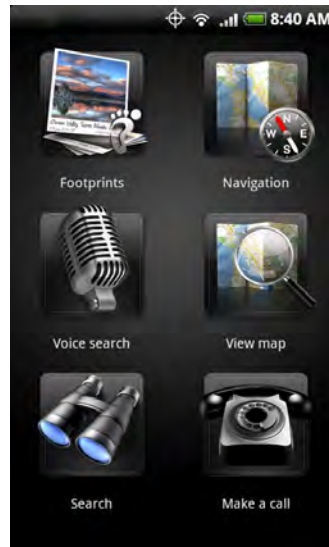 8:40 AM
Footprints
Navigation
N
W E
S
Voice search
View map
Search
Make a call